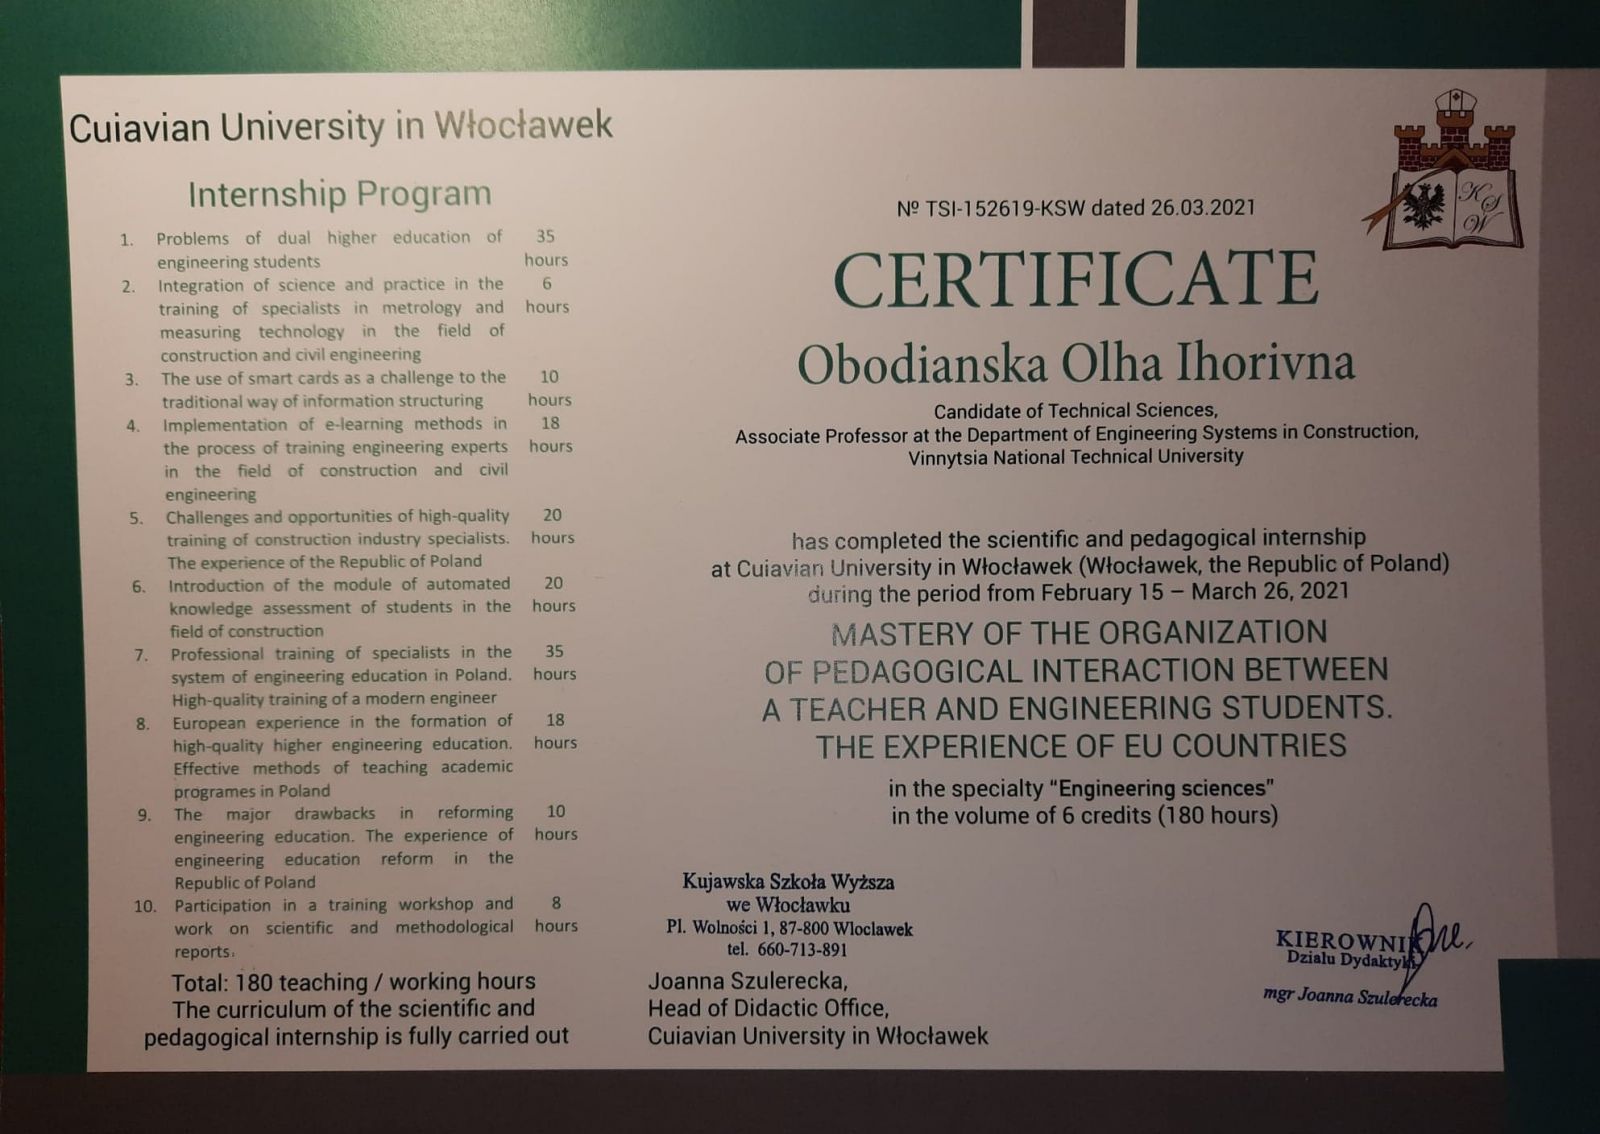 Cuiavian University in Włocławek
Internship Program
1. Problems of dual higher education of 35
engineering students hours
2. Integration of science and practice in the 6
training of specialists in metrology and hours
measuring technology in the field of
construction and civil engineering
3. The use of smart cards as a challenge to the 10
traditional way of information structuring hours
4. Implementation of e-learning methods in 18
the process of training engineering experts hours
in the field of construction and civil
engineering
5. Challenges and opportunities of high-quality 20
training of construction industry specialists. hours
The experience of the Republic of Poland
6. Introduction of the module of automated 20
knowledge assessment of students in the hours
field of construction
7. Professional training of specialists in the 35
system of engineering education in Poland. hours
High-quality training of a modern engineer
8. European experience in the formation of 18
high-quality higher engineering education. hours
Effective methods of teaching academic
programes in Poland
9. The major drawbacks in reforming 10
engineering education. The experience of hours
engineering education reform in the
Republic of Poland
10. Participation in a training workshop and 8
work on scientific and methodological hours
reports.
Total: 180 teaching / working hours
The curriculum of the scientific and
pedagogical internship is fully carried out
K
S
W
№ TSI-152619-KSW dated 26.03.2021
CERTIFICATE
Obodianska Olha Ihorivna
Candidate of Technical Sciences,
Associate Professor at the Department of Engineering Systems in Construction,
Vinnytsia National Technical University
has completed the scientific and pedagogical internship
at Cuiavian University in Włocławek (Włocławek, the Republic of Poland)
during the period from February 15 – March 26, 2021
MASTERY OF THE ORGANIZATION
OF PEDAGOGICAL INTERACTION BETWEEN
A TEACHER AND ENGINEERING STUDENTS.
THE EXPERIENCE OF EU COUNTRIES
in the specialty “Engineering sciences”
in the volume of 6 credits (180 hours)
Kujawska Szkoła Wyższa
we Włocławku
Pl. Wolności 1, 87-800 Wloclawek
tel. 660-713-891
Joanna Szulerecka,
Head of Didactic Office,
Cuiavian University in Włocławek
KIEROWNIK
Działu Dydaktyki
mgr Joanna Szulerecka